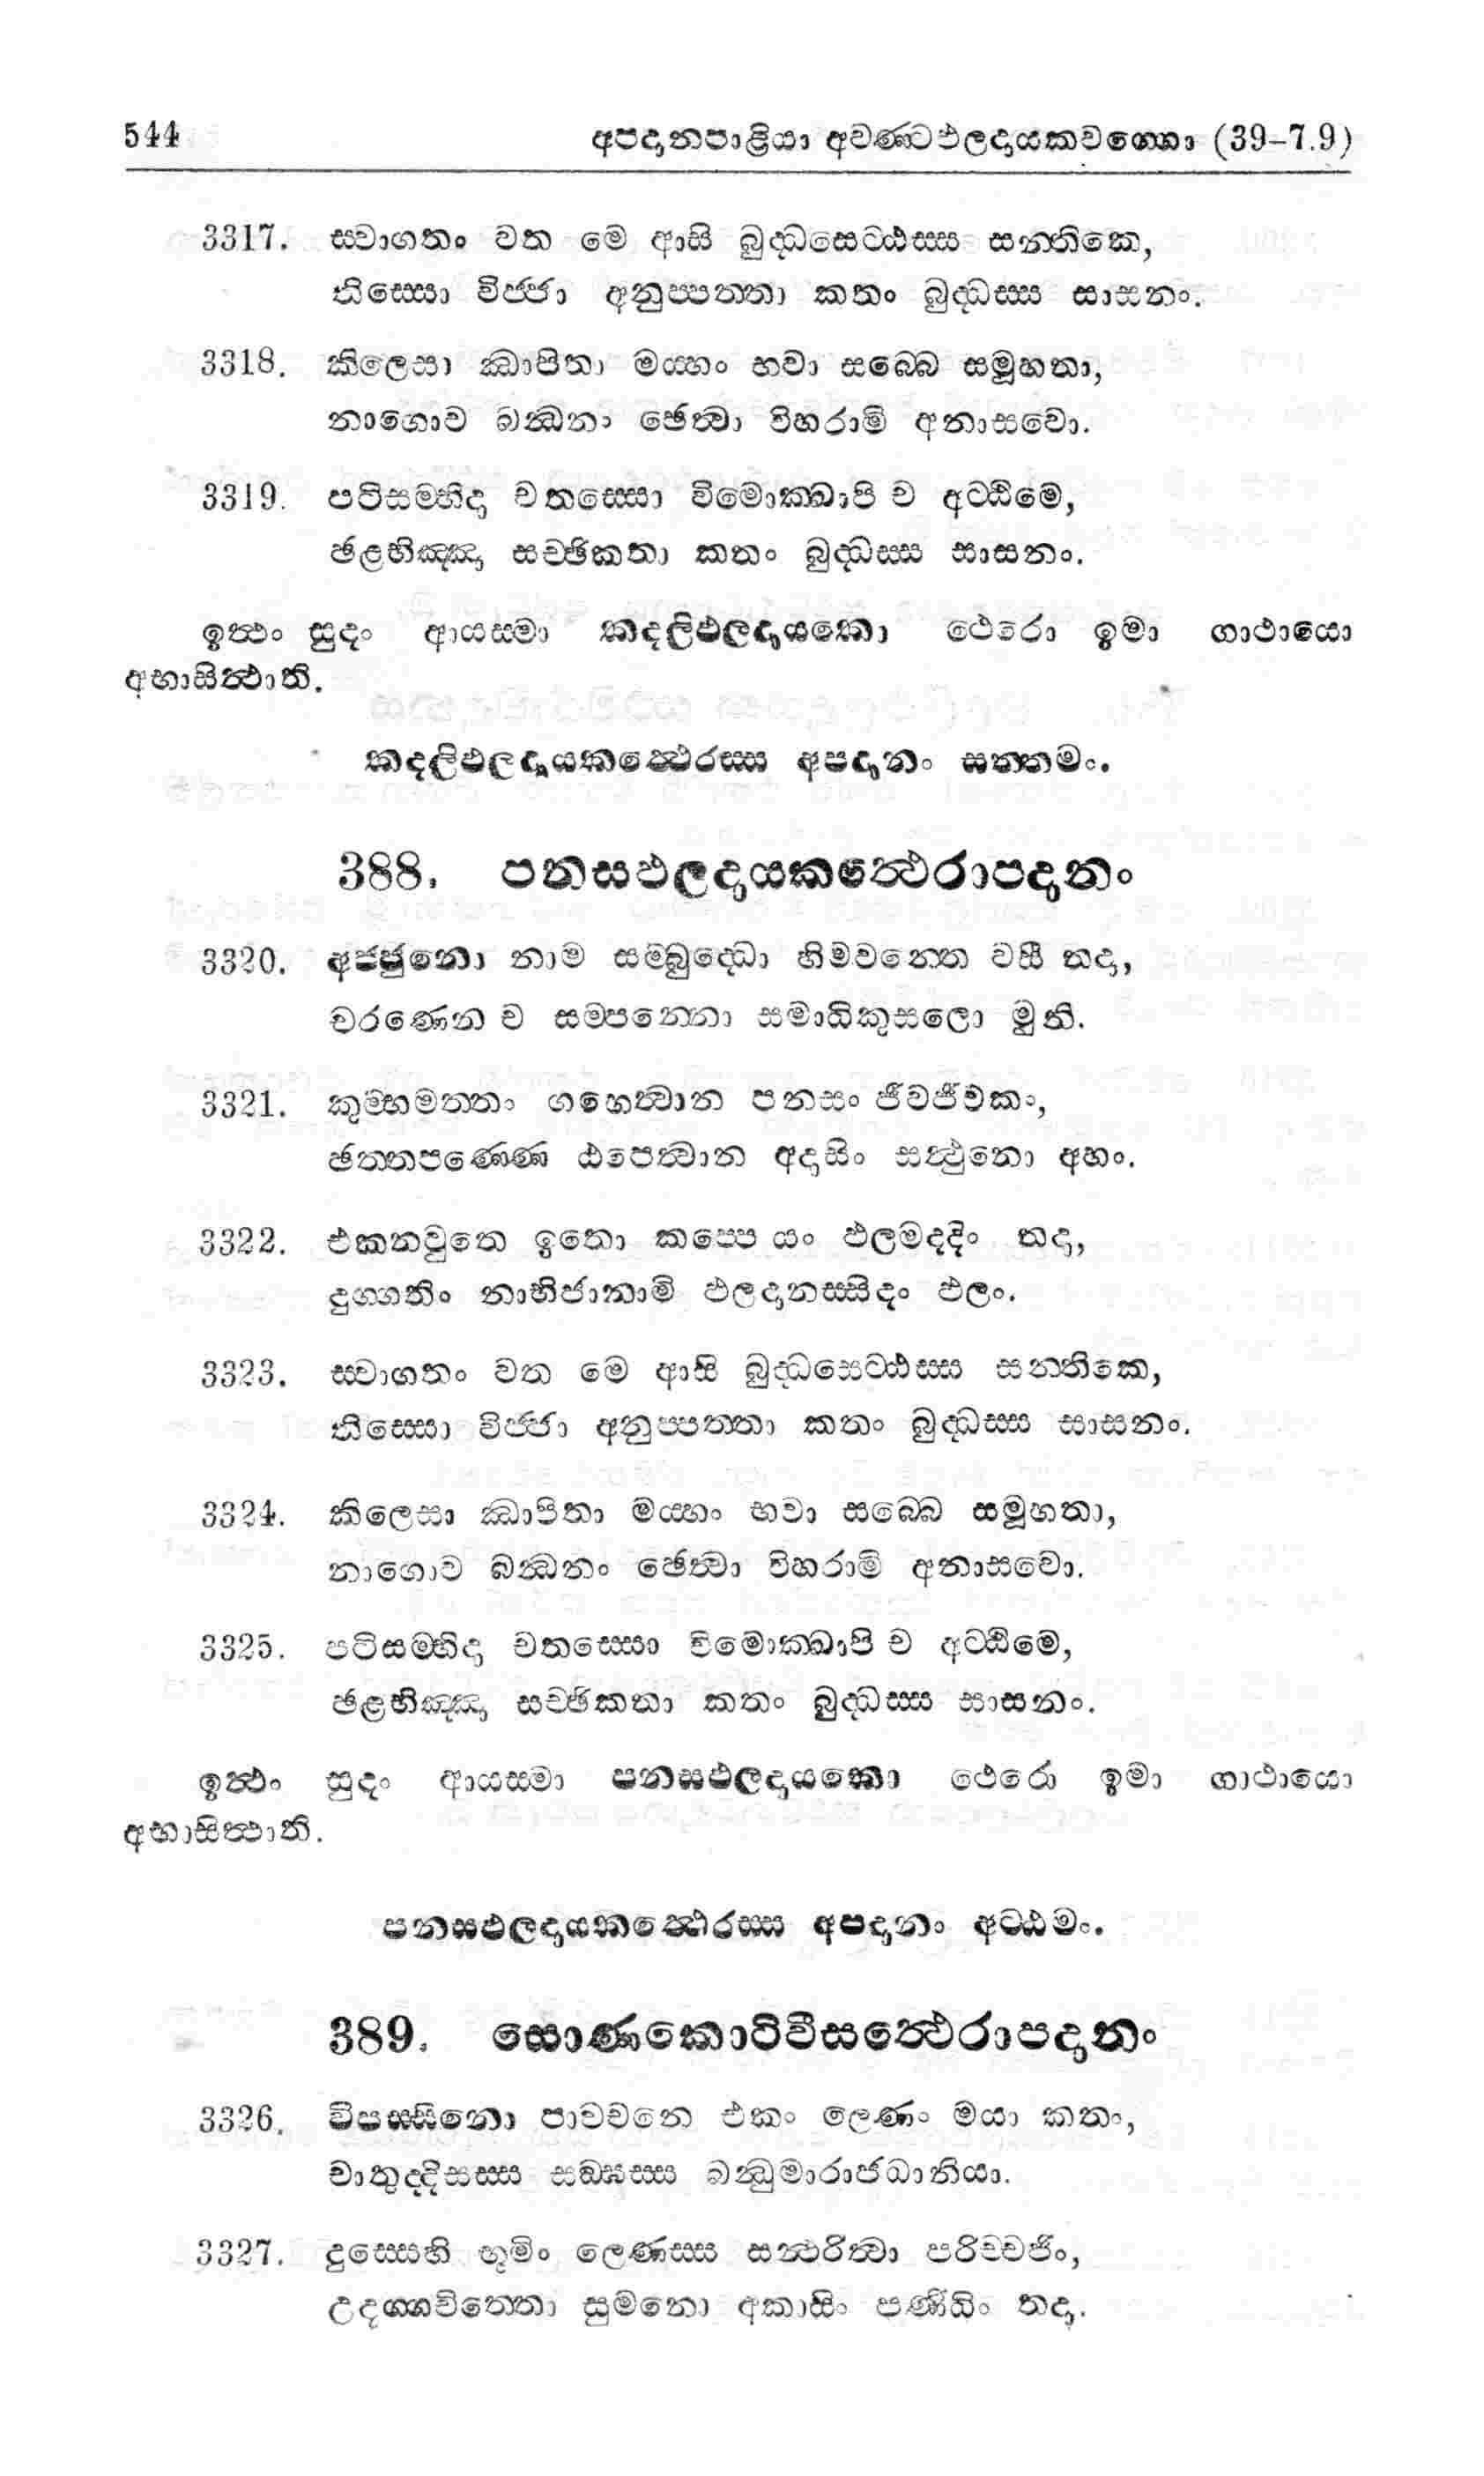 544 අපදානපාළියා අවණ්ටඵලදායකවග්ගො (39–7.9)
3317. ස්වාගතං වත මෙ ආසි බුද්ධසෙට්ඨස්ස සන්තිකෙ,
තිස්සො විජ්ජා අනුප්පත්තා කතං බුද්ධස්ස සාසනං.
3318. කිලෙසා ඣාපිතා මය්හං භවා සබ්බෙ සමූහතා,
නාගොව බන්ධනං ඡෙත්වා විහරාමි අනාසවො.
3319. පටිසම්භිදා චතස්සො විමොක්ඛාපි ච අට්ඨිමෙ,
ඡළභිඤ්ඤා සච්ඡිකතා කතං බුද්ධස්ස සාසනං.
ඉත්ථං සුදං ආයස්මා කදලිඵලදායකො ථෙරො ඉමා ගාථායො
අභාසිත්ථාති.
කදලිඵලදායකත්ථෙරස්ස අපදානං සත්තමං.
388. පනසඵලදායකත්ථෙරාපදානං
3320. අජ්ජුනො නාම සම්බුද්ධො හිමවන්තෙ වසී තදා,
චරණෙන ච සම්පන්නො සමාධිකුසලො මුනි.
3321. කුම්භමත්තං ගහෙත්වාන පනසං ජීවජීවකං,
ඡත්තපණ්ණෙ ඨපෙත්වාන අදාසිං සත්ථුනො අහං.
3322. එකනවුතෙ ඉතො කප්පෙ යං ඵලමදදිං තදා,
දුග්ගතිං නාභිජානාමි ඵලදානස්සිදං ඵලං.
3323. ස්වාගතං වත මෙ ආසි බුද්ධසෙට්ඨස්ස සන්තිකෙ,
තිස්සො විජ්ජා අනුප්පත්තා කතං බුද්ධස්ස සාසනං.
3324. කිලෙසා ඣාපිතා මය්හං භවා සබ්බෙ සමූහතා,
නාගොව බන්ධනං ඡෙත්වා විහරාමි අනාසවො.
3325. පටිසම්භිදා චතස්සො විමොක්ඛාපි ච අට්ඨිමෙ,
ඡළභිඤ්ඤා සච්ඡිකතා කතං බුද්ධස්ස සාසනං.
ඉත්ථං සුදං ආයස්මා පනසඵලදායකො ථෙරො ඉමා ගාථායො
අභාසිත්ථාති.
පනසඵලදායකත්ථෙරස්ස අපදානං අට්ඨමං.
389. සොණකොටිවීසත්ථෙරාපදානං
3326. විපස්සිනො පාවචනෙ එකං ලෙණං මයා කතං,
චාතුද්දිසස්ස සඞ්ඝස්ස බන්ධුමාරාජධානියා.
3327. දුස්සෙහි භූමිං ලෙණස්ස සන්ථරිත්වා පරිච්චජිං,
උදග්ගචිත්තො සුමනො අකාසිං පණිධිං තදා.